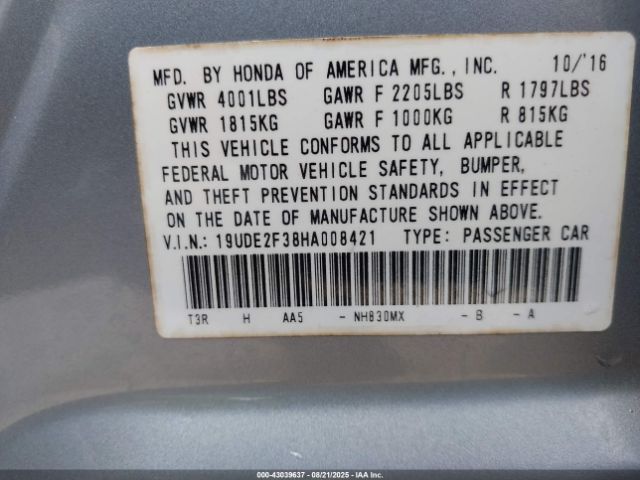 MFD. BY HONDA OF AMERICA MFG., INC. 10/'16
GVWR 4001LBS GAWR F 2205LBS R 1797LBS
GVWR 1815KG GAWR F 1000KG R 815KG
THIS VEHICLE CONFORMS TO ALL APPLICABLE
FEDERAL MOTOR VEHICLE SAFETY, BUMPER,
AND THEFT PREVENTION STANDARDS IN EFFECT
ON THE DATE OF MANUFACTURE SHOWN ABOVE.
V.I.N.: 19UDE2F38HA008421 TYPE: PASSENGER CAR
T3R H AA5 - NH830MX - B - A
000-43039637 - 08/21/2025 - IAA Inc.